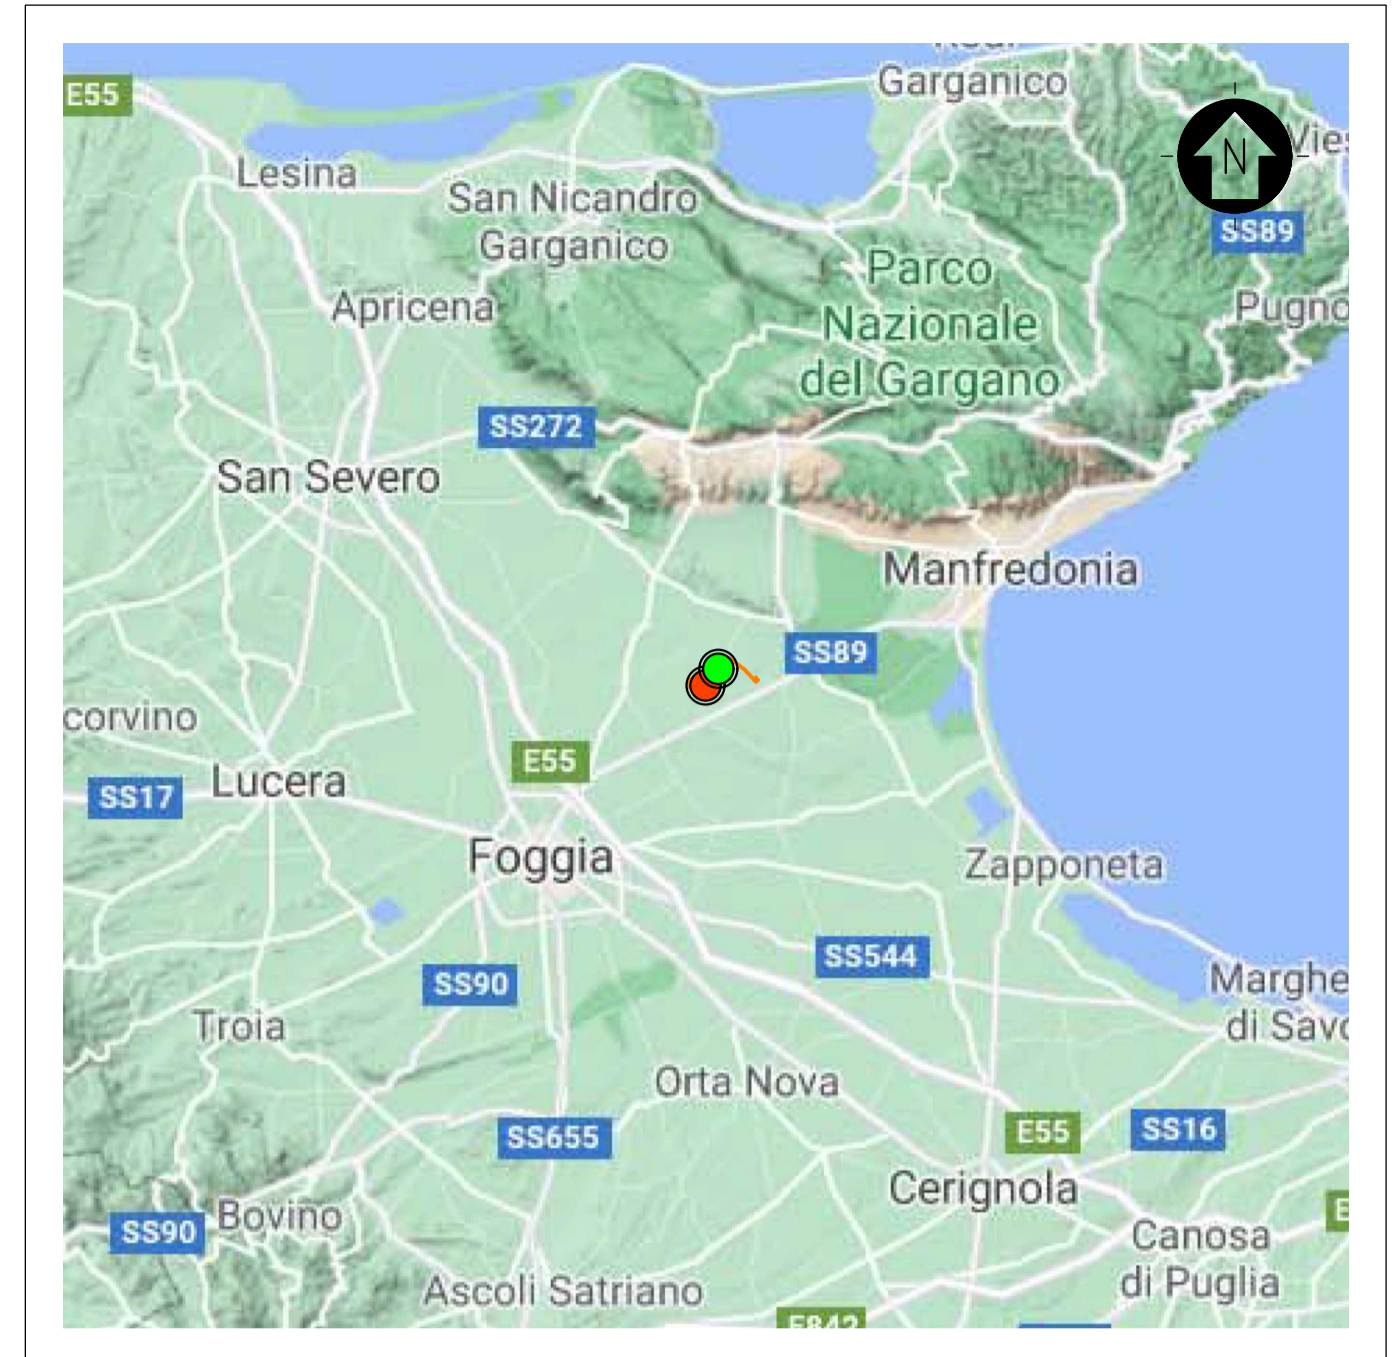 Garganico
E55
N
Lesina
San Nicandro
Garganico
SS89
Parco
Nazionale
del Gargano
Apricena
Pugno
SS272
San Severo
Manfredonia
SS89
corvino
E55
Lucera
SS17
Foggia
Zapponeta
SS544
SS90
Marghe
di Savo
Troia
Orta Nova
E55
SS16
SS655
Cerignola
Bovino
SS90
Canosa
di Puglia
Ascoli Satriano
E842